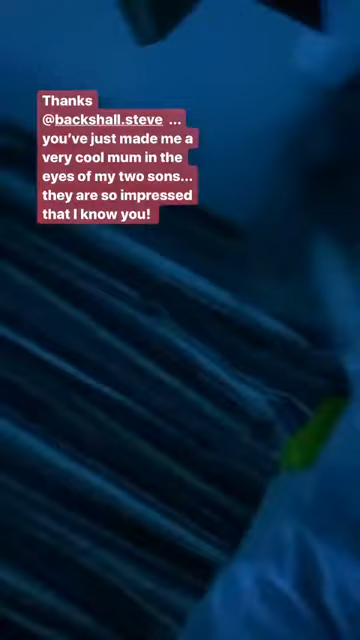 Thanks
@backshall.steve ...
you've just made me a
very cool mum in the
eyes of my two sons...
they are so impressed
that I know you!